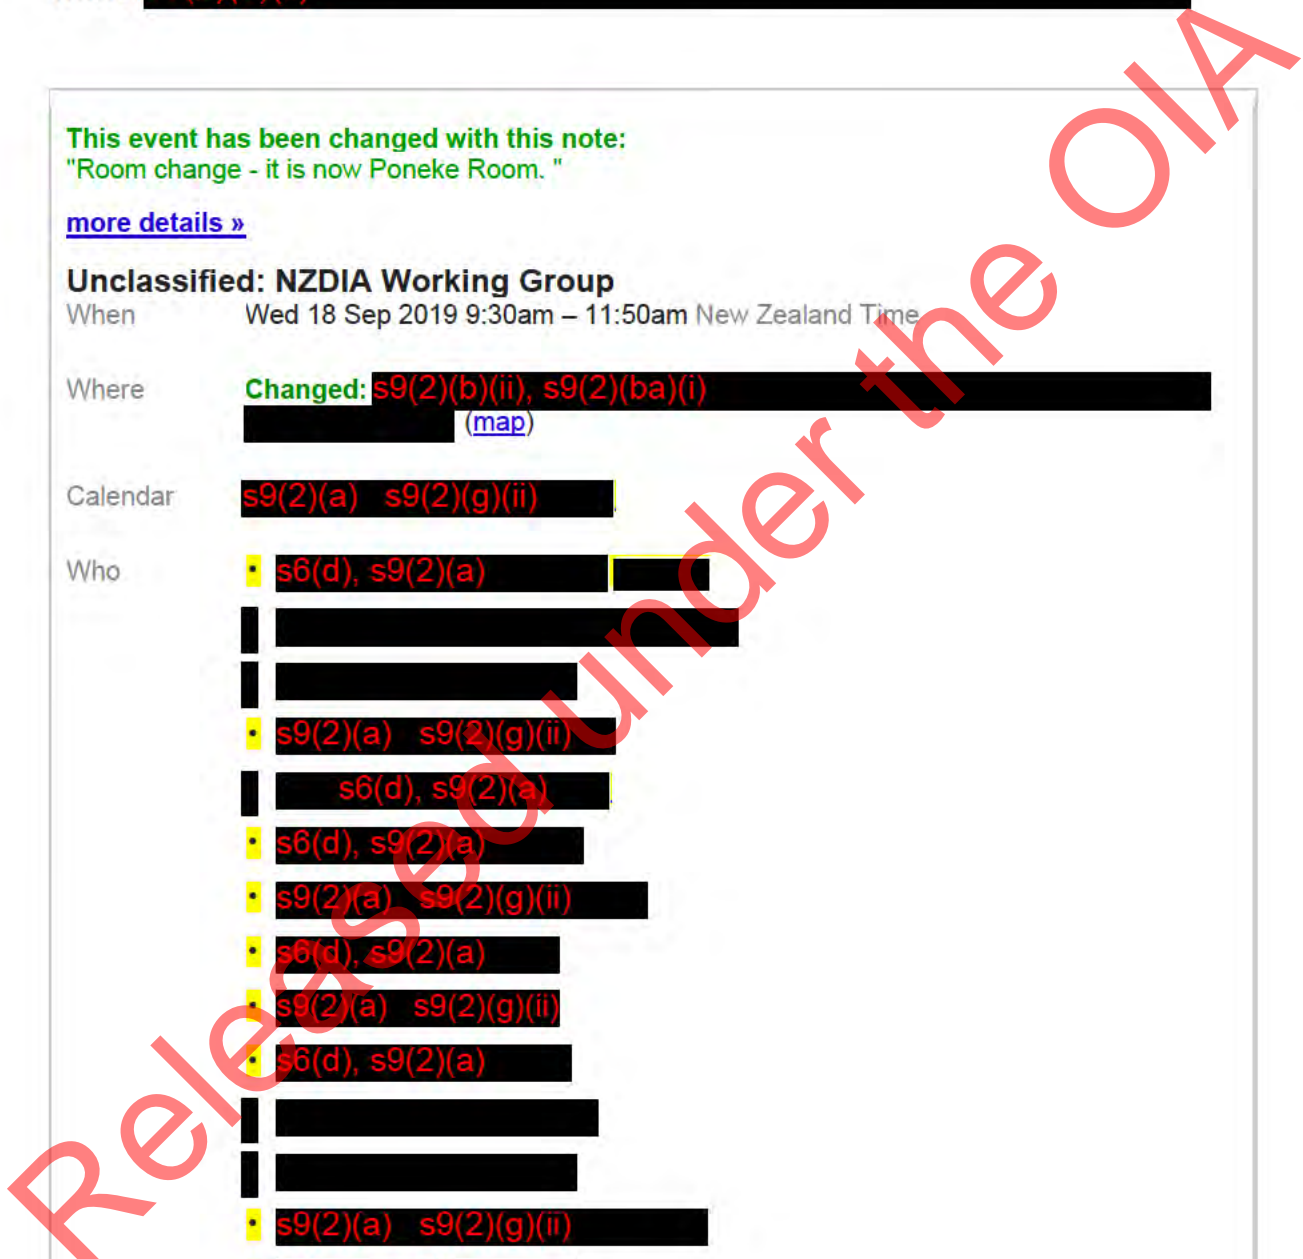 This event has been changed with this note:
"Room change - it is now Poneke Room. "
more details »
Unclassified: NZDIA Working Group
When Wed 18 Sep 2019 9:30am – 11:50am New Zealand Time
Where Changed: s9(2)(b)(ii), s9(2)(ba)(i)
(map)
Calendar s9(2)(a) s9(2)(g)(ii)
Who • s6(d), s9(2)(a)
• s9(2)(a) s9(2)(g)(ii)
s6(d), s9(2)(a)
• s6(d), s9(2)(a)
• s9(2)(a) s9(2)(g)(ii)
• s6(d), s9(2)(a)
• s9(2)(a) s9(2)(g)(ii)
• s6(d), s9(2)(a)
• s9(2)(a) s9(2)(g)(ii)
Released under the OIA